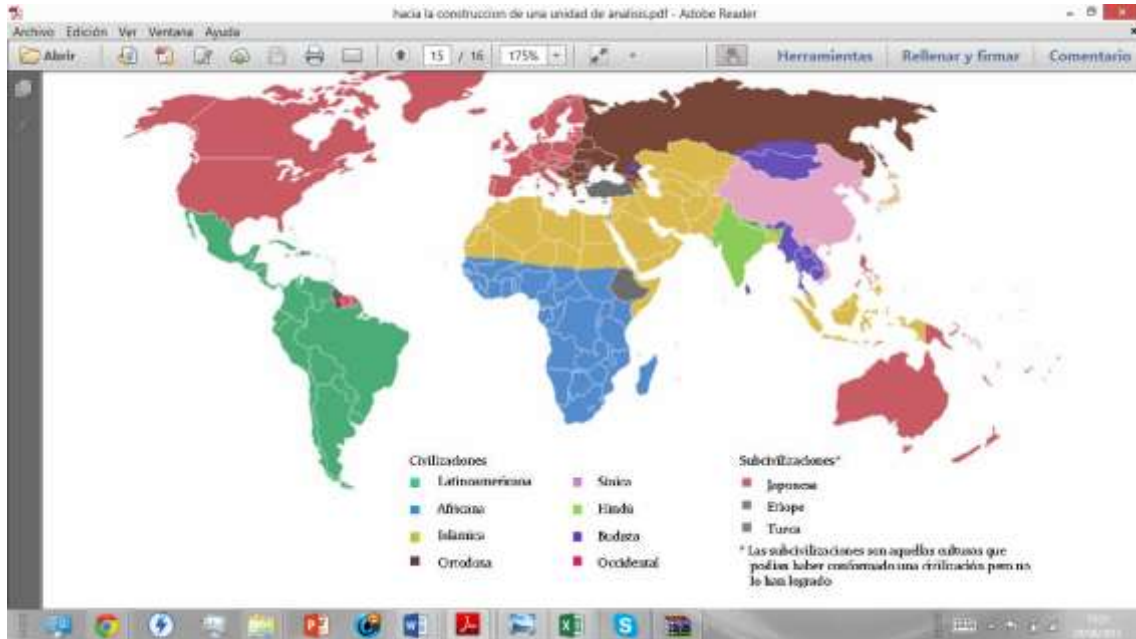 hacia la construccion de una unidad de analisis.pdf - Adobe Reader
Archivo Edición Ver Ventana Ayuda
Abrir 15 / 16 175% Herramientas Rellenar y firmar Comentario
Civilizaciones
Latinoamericana
Africana
Islámica
Ortodoxa
Sínica
Hindú
Budista
Occidental
Subcivilizaciones*
Japonesa
Etíope
Turca
* Las subcivilizaciones son aquellas culturas que
podían haber conformado una civilización pero no
lo han logrado